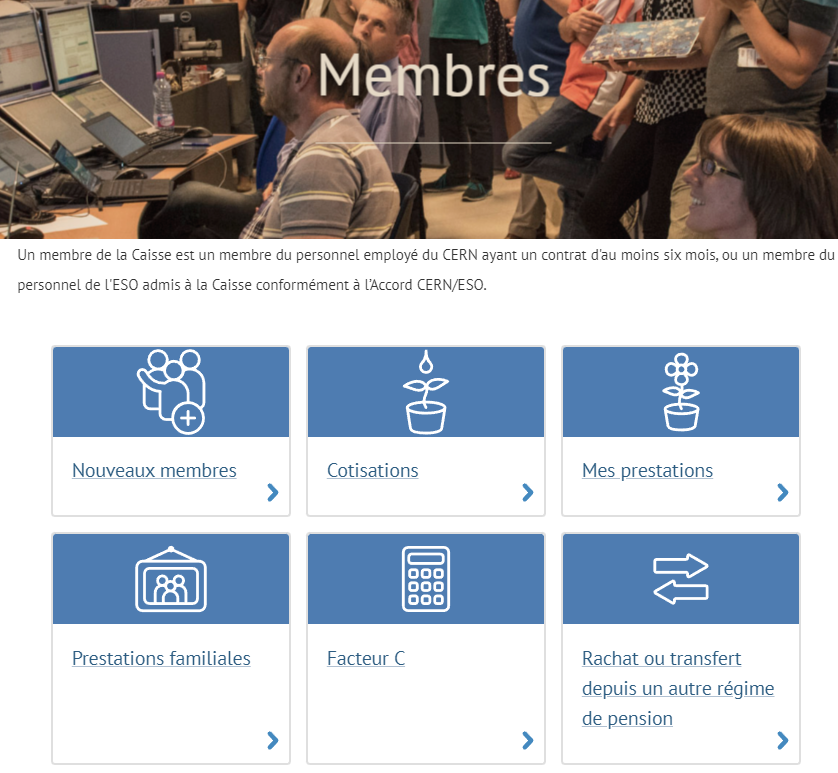 Membres
Un membre de la Caisse est un membre du personnel employé du CERN ayant un contrat d'au moins six mois, ou un membre du
personnel de l'ESO admis à la Caisse conformément à l'Accord CERN/ESO.
Nouveaux membres
Cotisations
Mes prestations
Prestations familiales
Facteur C
Rachat ou transfert
depuis un autre régime
de pension